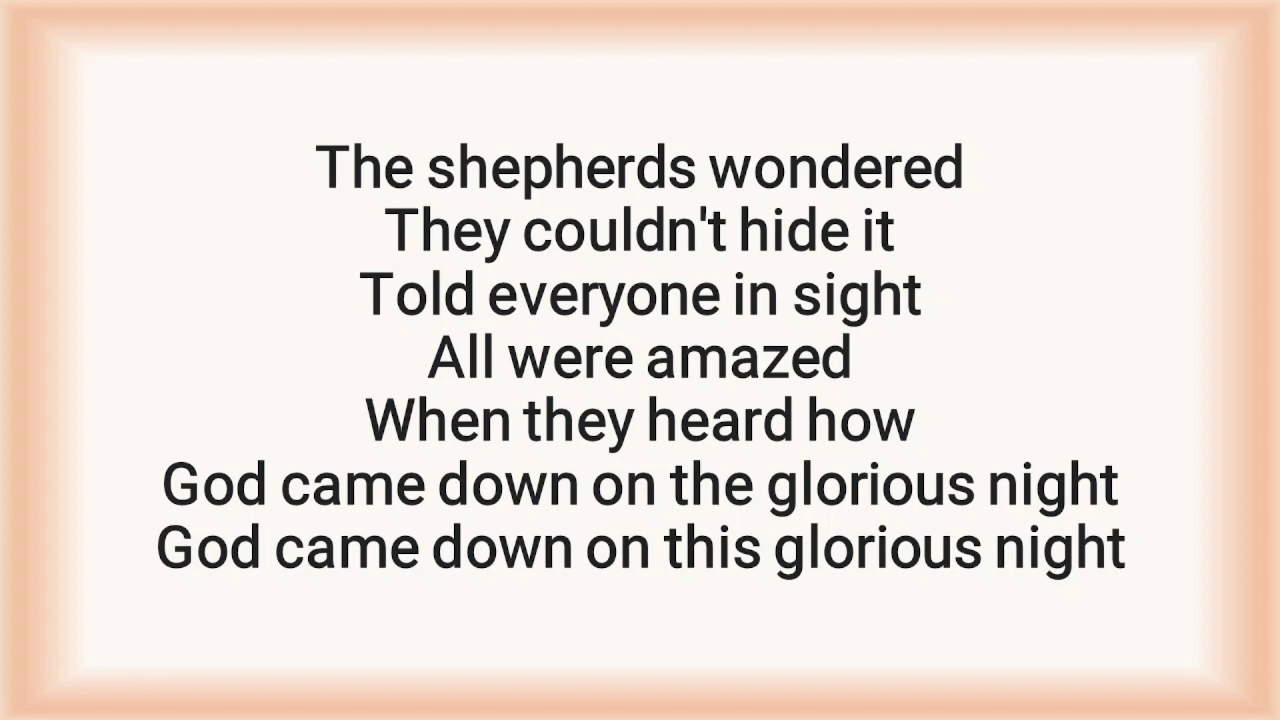 The shepherds wondered
They couldn't hide it
Told everyone in sight
All were amazed
When they heard how
God came down on the glorious night
God came down on this glorious night